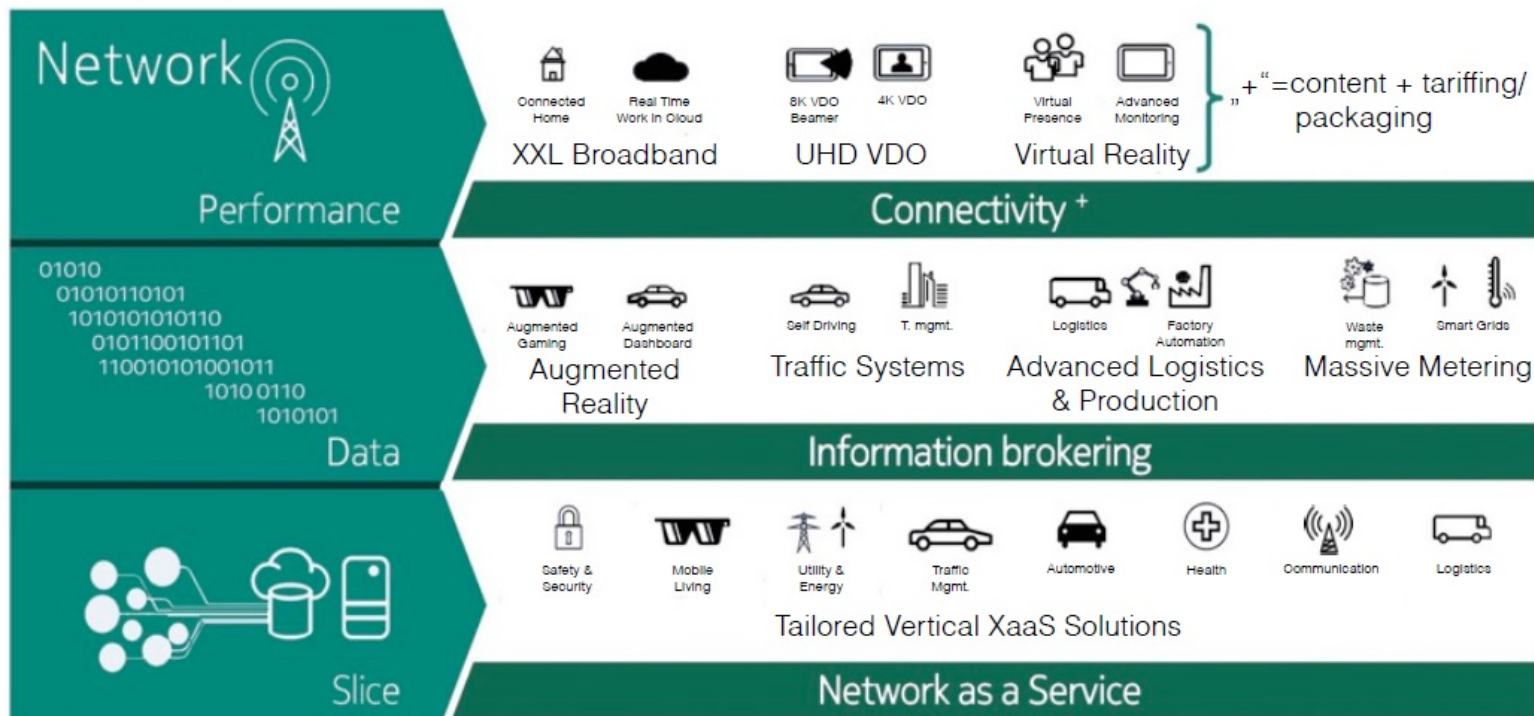 Network
Performance
Connected
Home
Real Time
Work in Cloud
XXL Broadband
8K VDO
Beamer
4K VDO
UHD VDO
Virtual
Presence
Advanced
Monitoring
Virtual Reality
„+“=content + tariffing/
packaging
Connectivity +
01010
01010110101
1010101010110
0101100101101
110010101001011
1010 0110
1010101
Data
Augmented
Gaming
Augmented
Dashboard
Augmented
Reality
Self Driving
T. mgmt.
Traffic Systems
Logistics
Factory
Automation
Advanced Logistics
& Production
Waste
mgmt.
Smart Grids
Massive Metering
Information brokering
Slice
Safety &
Security
Mobile
Living
Utility &
Energy
Traffic
Mgmt.
Automotive
Health
Communication
Logistics
Tailored Vertical XaaS Solutions
Network as a Service